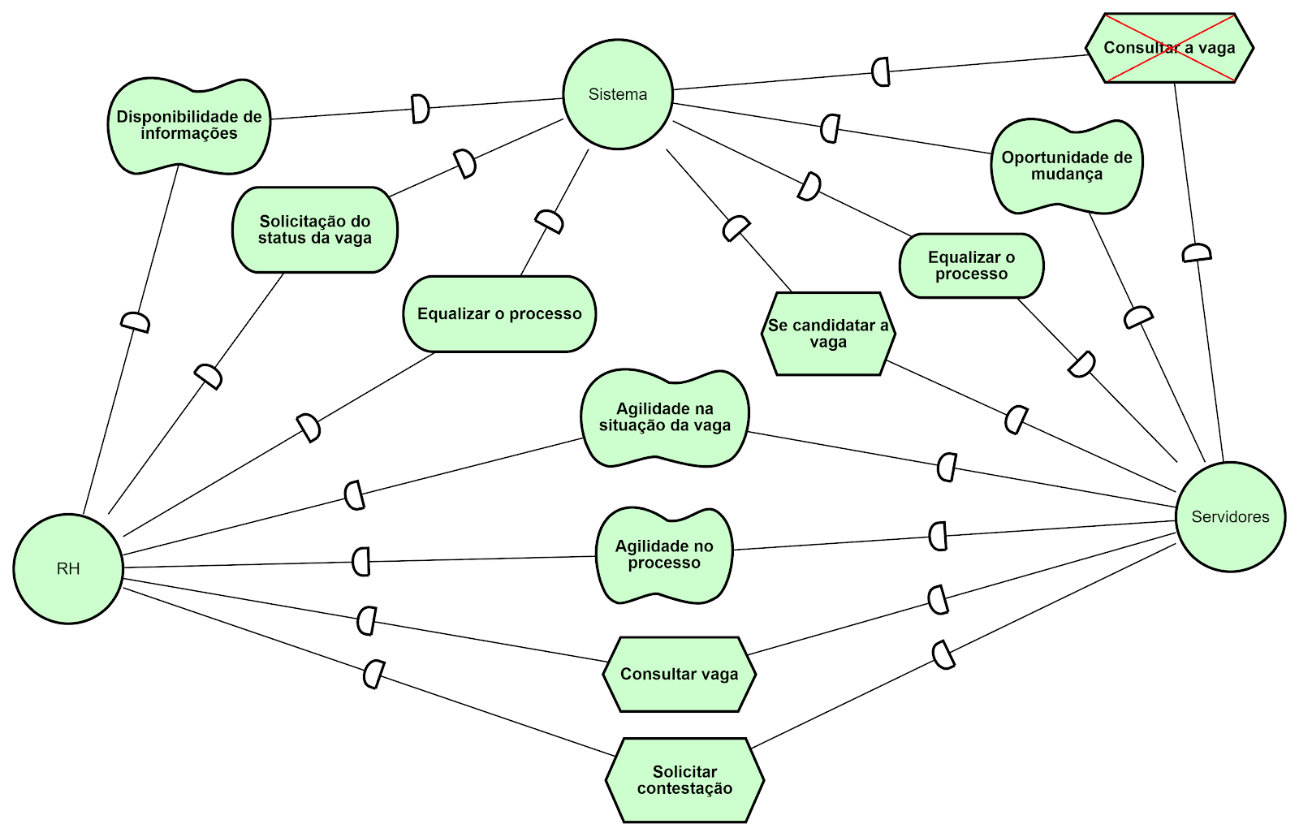 Consultar a vaga
Sistema
Disponibilidade de
informações
Oportunidade de
mudança
Solicitação do
status da vaga
Equalizar o
processo
Equalizar o processo
Se candidatar a
vaga
Agilidade na
situação da vaga
Servidores
Agilidade no
processo
RH
Consultar vaga
Solicitar
contestação